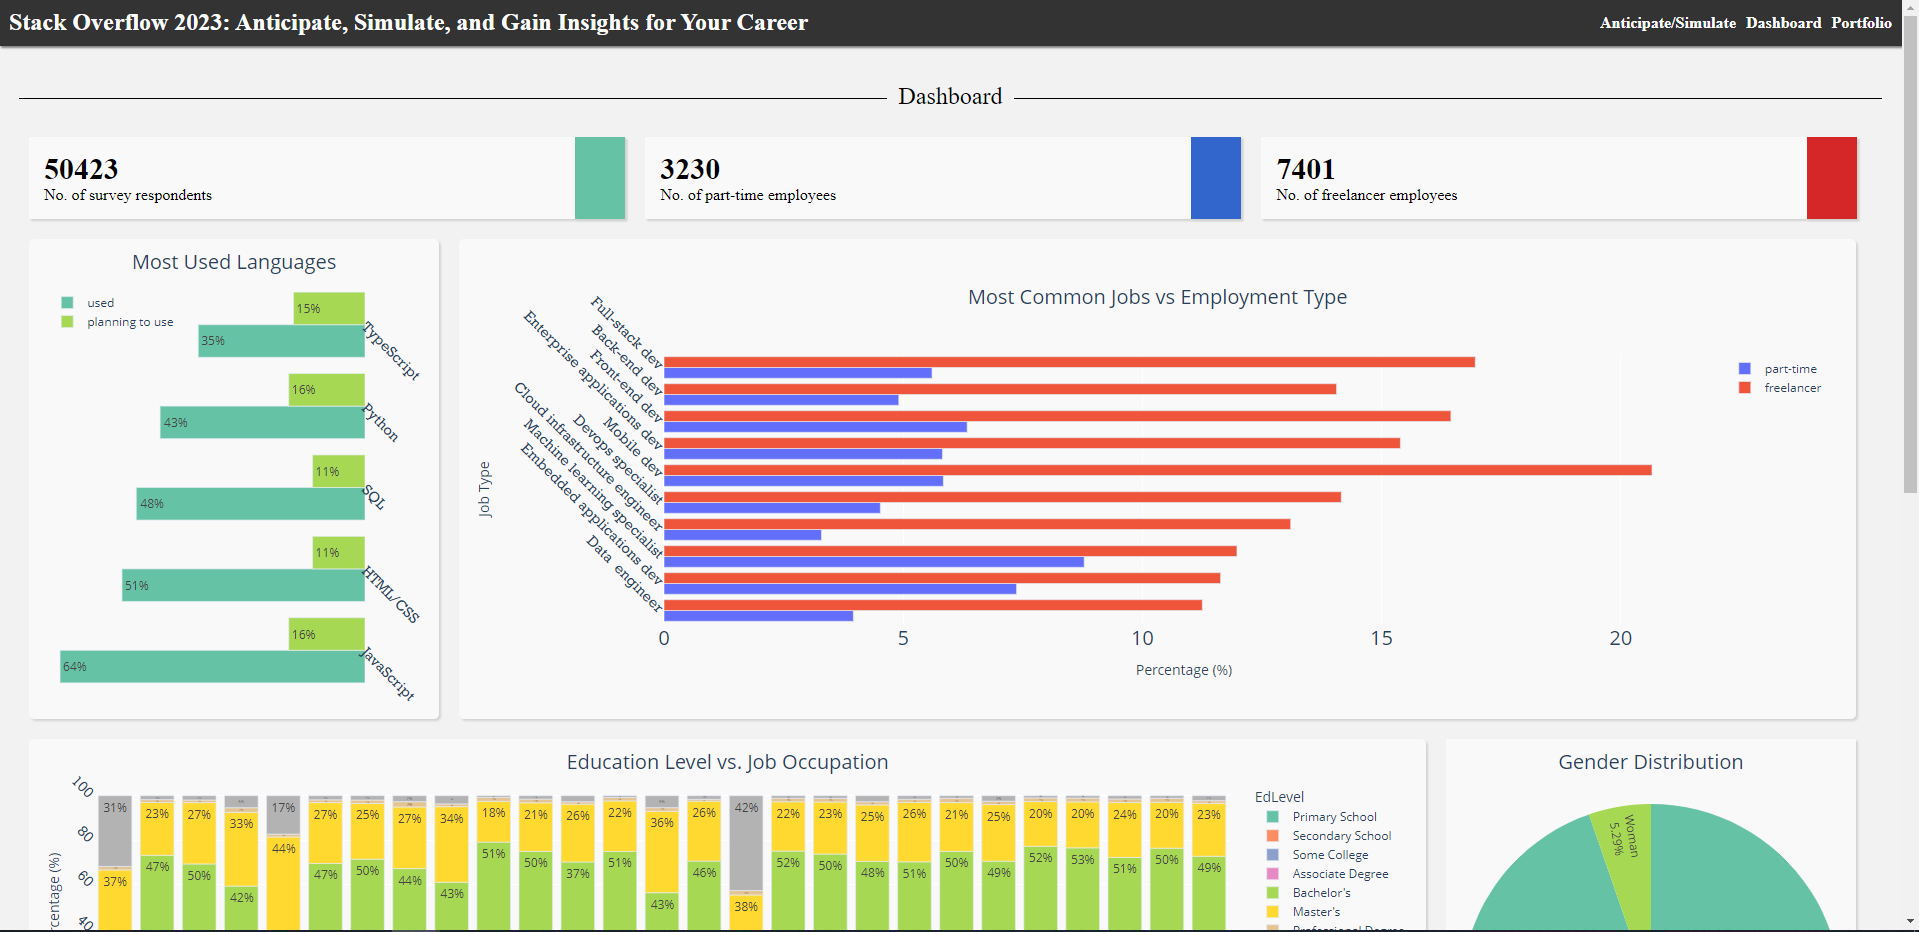 Stack Overflow 2023: Anticipate, Simulate, and Gain Insights for Your Career
Anticipate/Simulate Dashboard Portfolio
Dashboard
50423
No. of survey respondents
3230
No. of part-time employees
7401
No. of freelancer employees
Most Used Languages
used
planning to use
15%
35%
TypeScript
16%
43%
Python
11%
48%
SQL
11%
51%
HTML/CSS
16%
64%
JavaScript
Most Common Jobs vs Employment Type
part-time
freelancer
Job Type
Full-stack dev
Back-end dev
Front-end dev
Enterprise applications dev
Mobile dev
Devops specialist
Cloud infrastructure engineer
Machine learning specialist
Embedded applications dev
Data engineer
0 5 10 15 20
Percentage (%)
Education Level vs. Job Occupation
100
80
60
40
rcentage (%)
31% 23% 27% 33% 17% 27% 25% 27% 34% 18% 21% 26% 22% 36% 26% 42% 22% 23% 25% 26% 21% 25% 20% 20% 24% 20% 23%
37% 47% 50% 42% 44% 47% 50% 44% 43% 51% 50% 37% 51% 43% 46% 38% 52% 50% 48% 51% 50% 49% 52% 53% 51% 50% 49%
EdLevel
Primary School
Secondary School
Some College
Associate Degree
Bachelor's
Master's
Professional Degree
Gender Distribution
Woman
5.29%